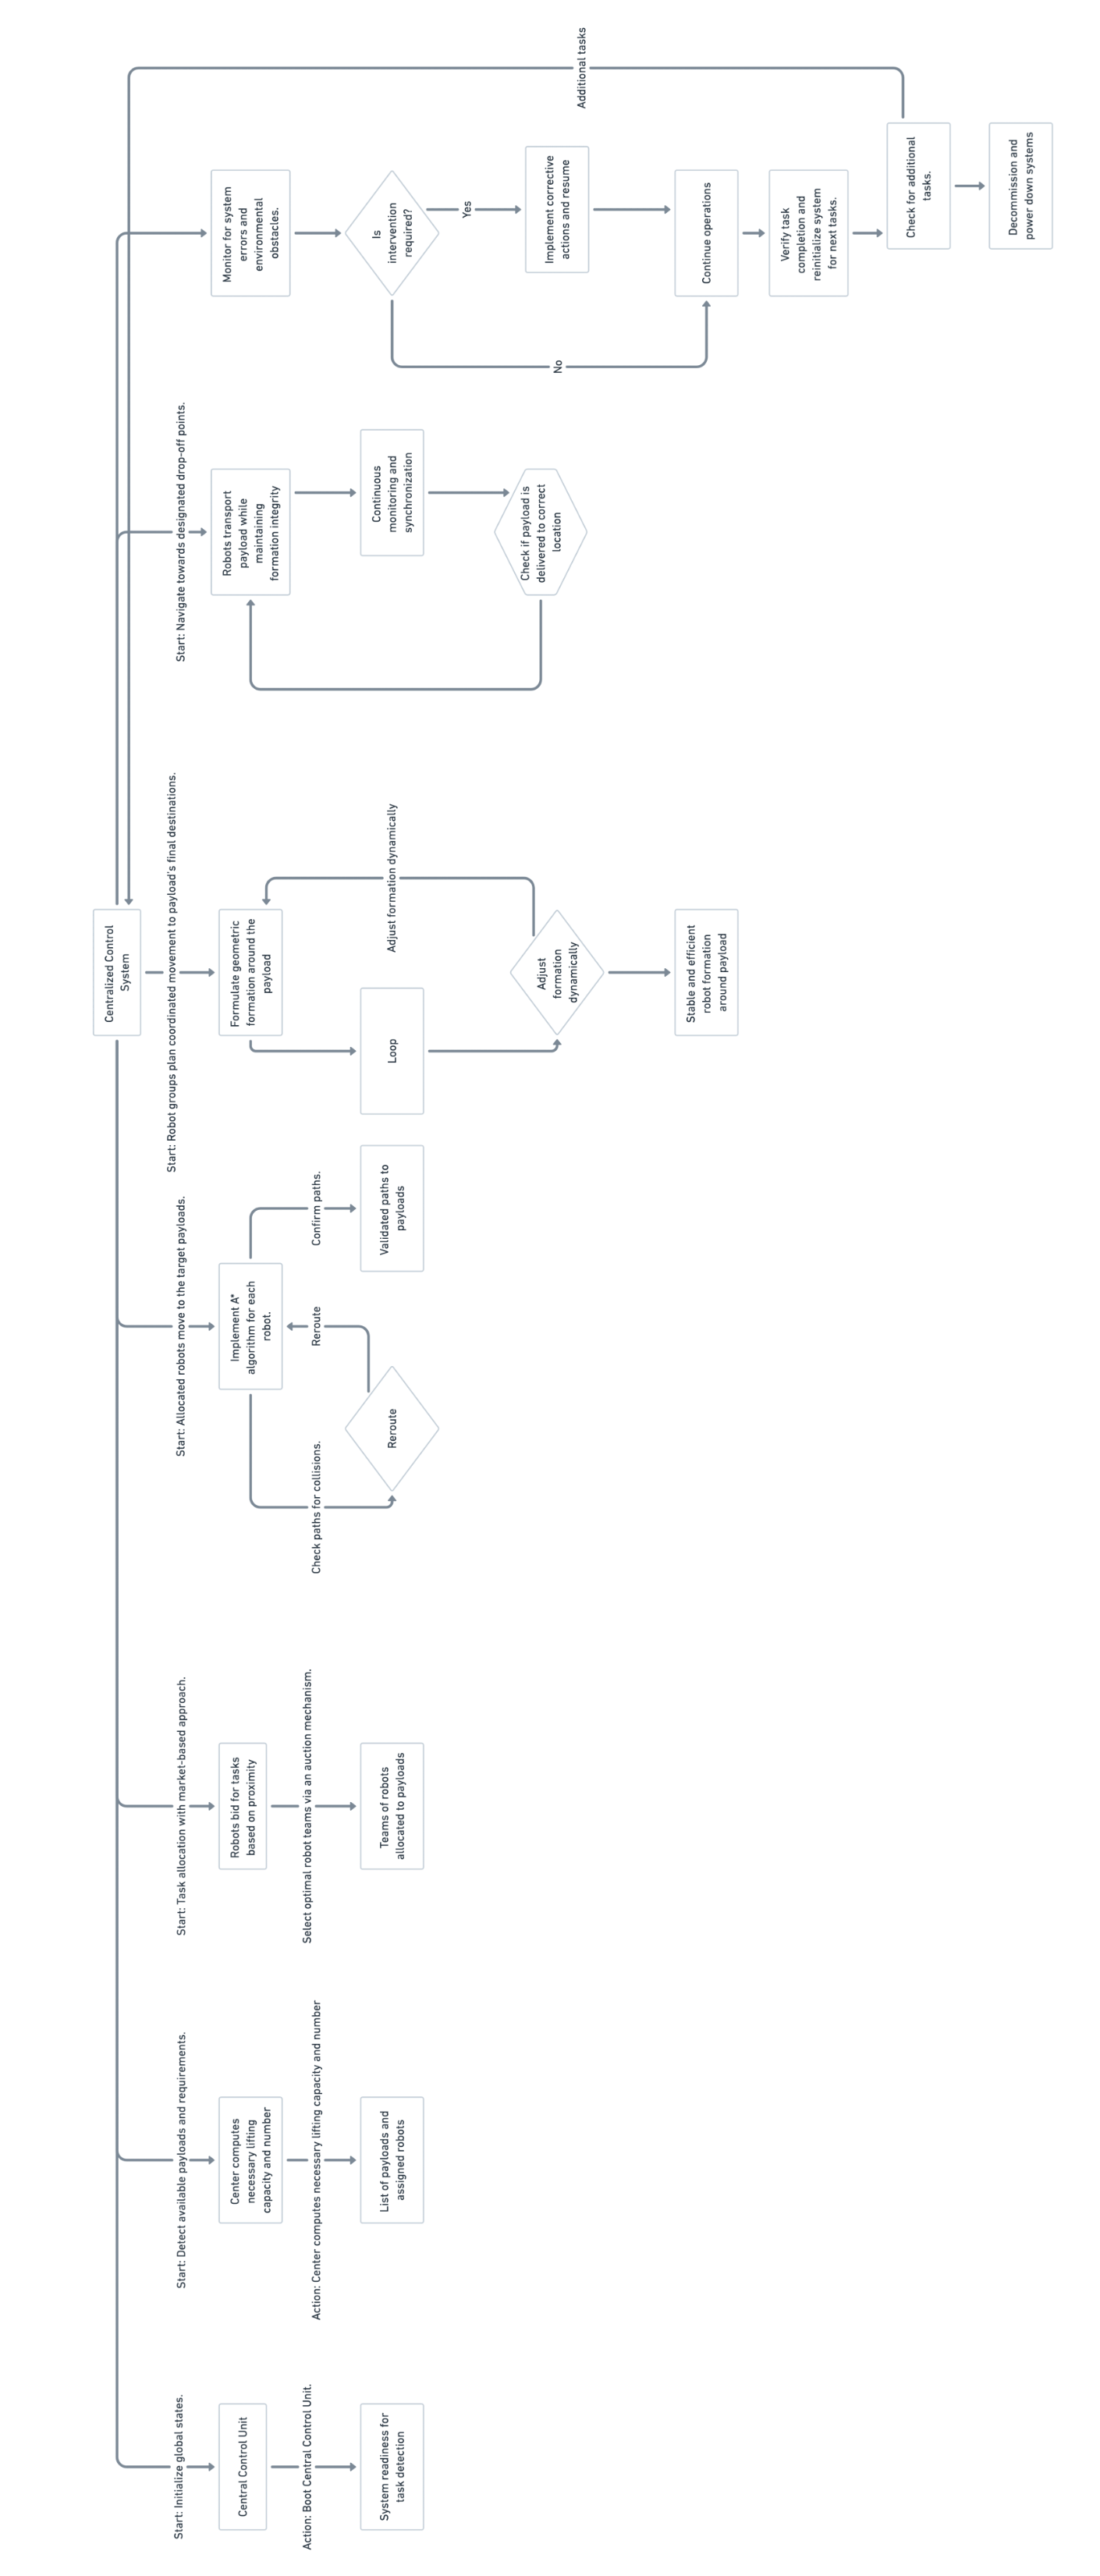 Centralized Control
System
Start: Initialize global states.
Central Control Unit
Action: Boot Central Control Unit.
System readiness for
task detection
Start: Detect available payloads and requirements.
Center computes
necessary lifting
capacity and number
Action: Center computes necessary lifting capacity and number
List of payloads and
assigned robots
Start: Task allocation with market-based approach.
Robots bid for tasks
based on proximity
Select optimal robot teams via an auction mechanism.
Teams of robots
allocated to payloads
Start: Allocated robots move to the target payloads.
Implement A*
algorithm for each
robot.
Check paths for collisions.
Reroute
Reroute
Confirm paths.
Validated paths to
payloads
Start: Robot groups plan coordinated movement to payload's final destinations.
Formulate geometric
formation around the
payload
Loop
Adjust formation dynamically
Adjust
formation
dynamically
Stable and efficient
robot formation
around payload
Start: Navigate towards designated drop-off points.
Robots transport
payload while
maintaining
formation integrity
Continuous
monitoring and
synchronization
Check if payload is
delivered to correct
location
Monitor for system
errors and
environmental
obstacles.
Is
intervention
required?
Yes
No
Implement corrective
actions and resume
Continue operations
Verify task
completion and
reinitialize system
for next tasks.
Check for additional
tasks.
Additional tasks
Decommission and
power down systems